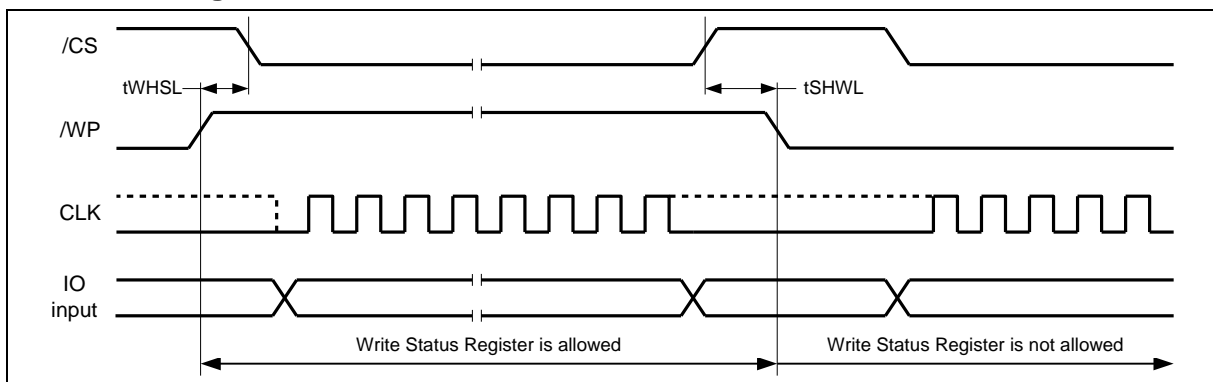 /CS
tWHSL
tSHWL
/WP
CLK
IO
input
Write Status Register is allowed
Write Status Register is not allowed